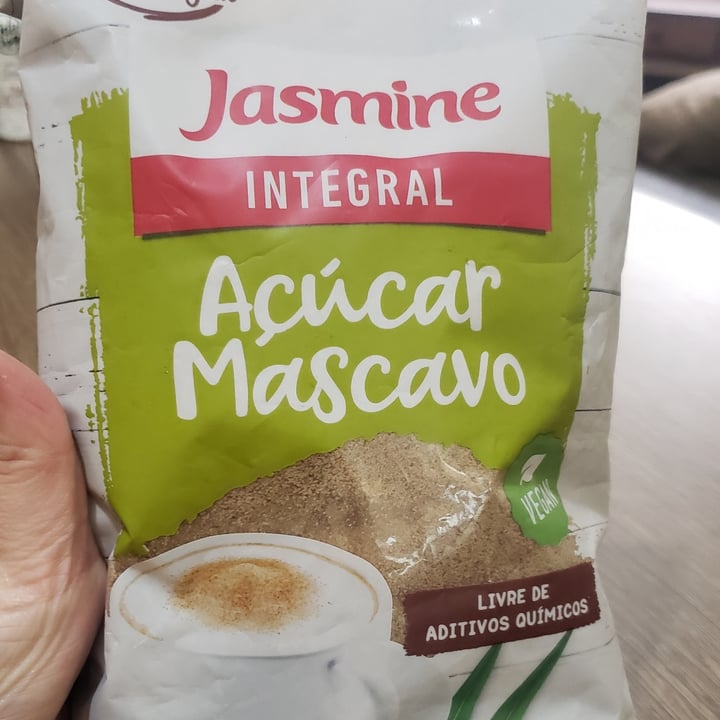 Jasmine
INTEGRAL
Açúcar
Mascavo
VEGAN
LIVRE DE
ADITIVOS QUÍMICOS